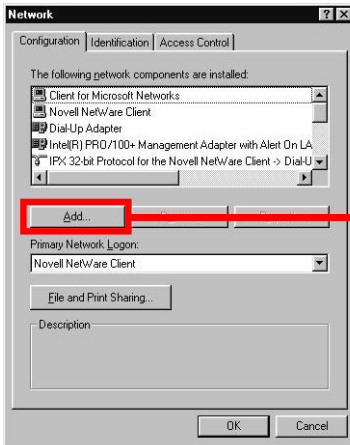 Network
Configuration Identification Access Control
The following network components are installed:
Client for Microsoft Networks
Novell NetWare Client
Dial-Up Adapter
Intel(R) PRO/100+ Management Adapter with Alert On LA
IPX 32-bit Protocol for the Novell NetWare Client -> Dial-U
Add...
Primary Network Logon:
Novell NetWare Client
File and Print Sharing...
Description
OK Cancel